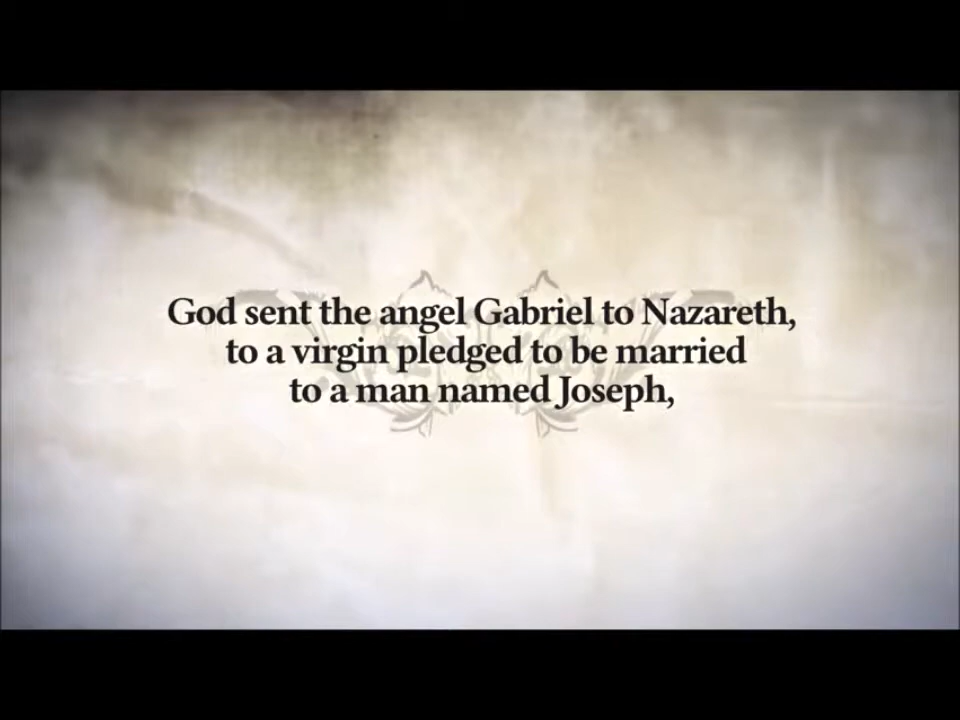 God sent the angel Gabriel to Nazareth,
to a virgin pledged to be married
to a man named Joseph,